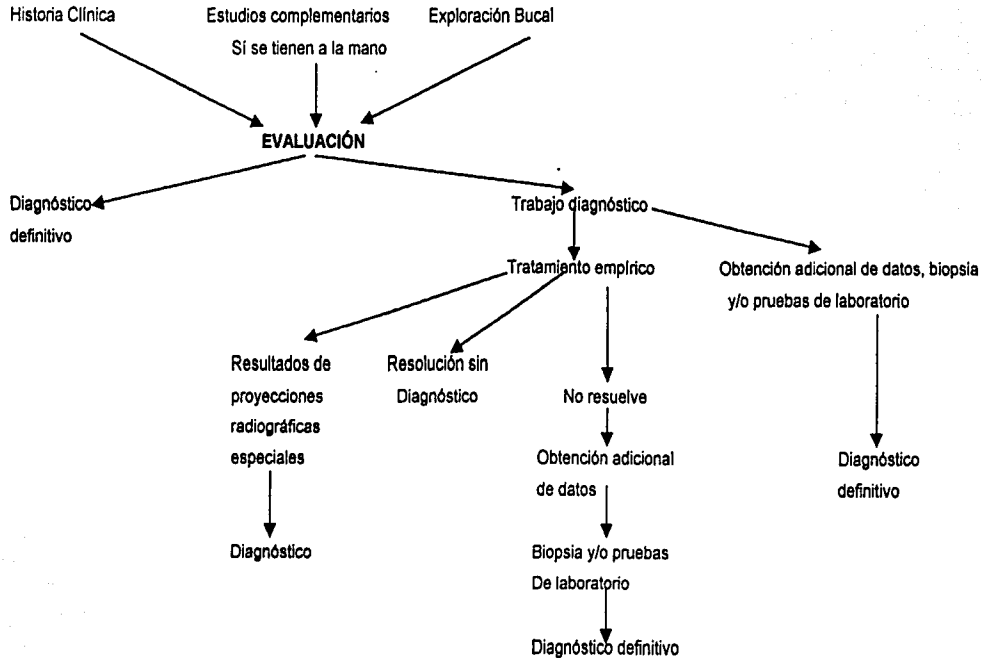 Historia Clínica
Estudios complementarios
Sí se tienen a la mano
Exploración Bucal
EVALUACIÓN
Diagnóstico
definitivo
Trabajo diagnóstico
Tratamiento empírico
Obtención adicional de datos, biopsia
y/o pruebas de laboratorio
Resultados de
proyecciones
radiográficas
especiales
Resolución sin
Diagnóstico
No resuelve
Obtención adicional
de datos
Diagnóstico
definitivo
Diagnóstico
Biopsia y/o pruebas
De laboratorio
Diagnóstico definitivo